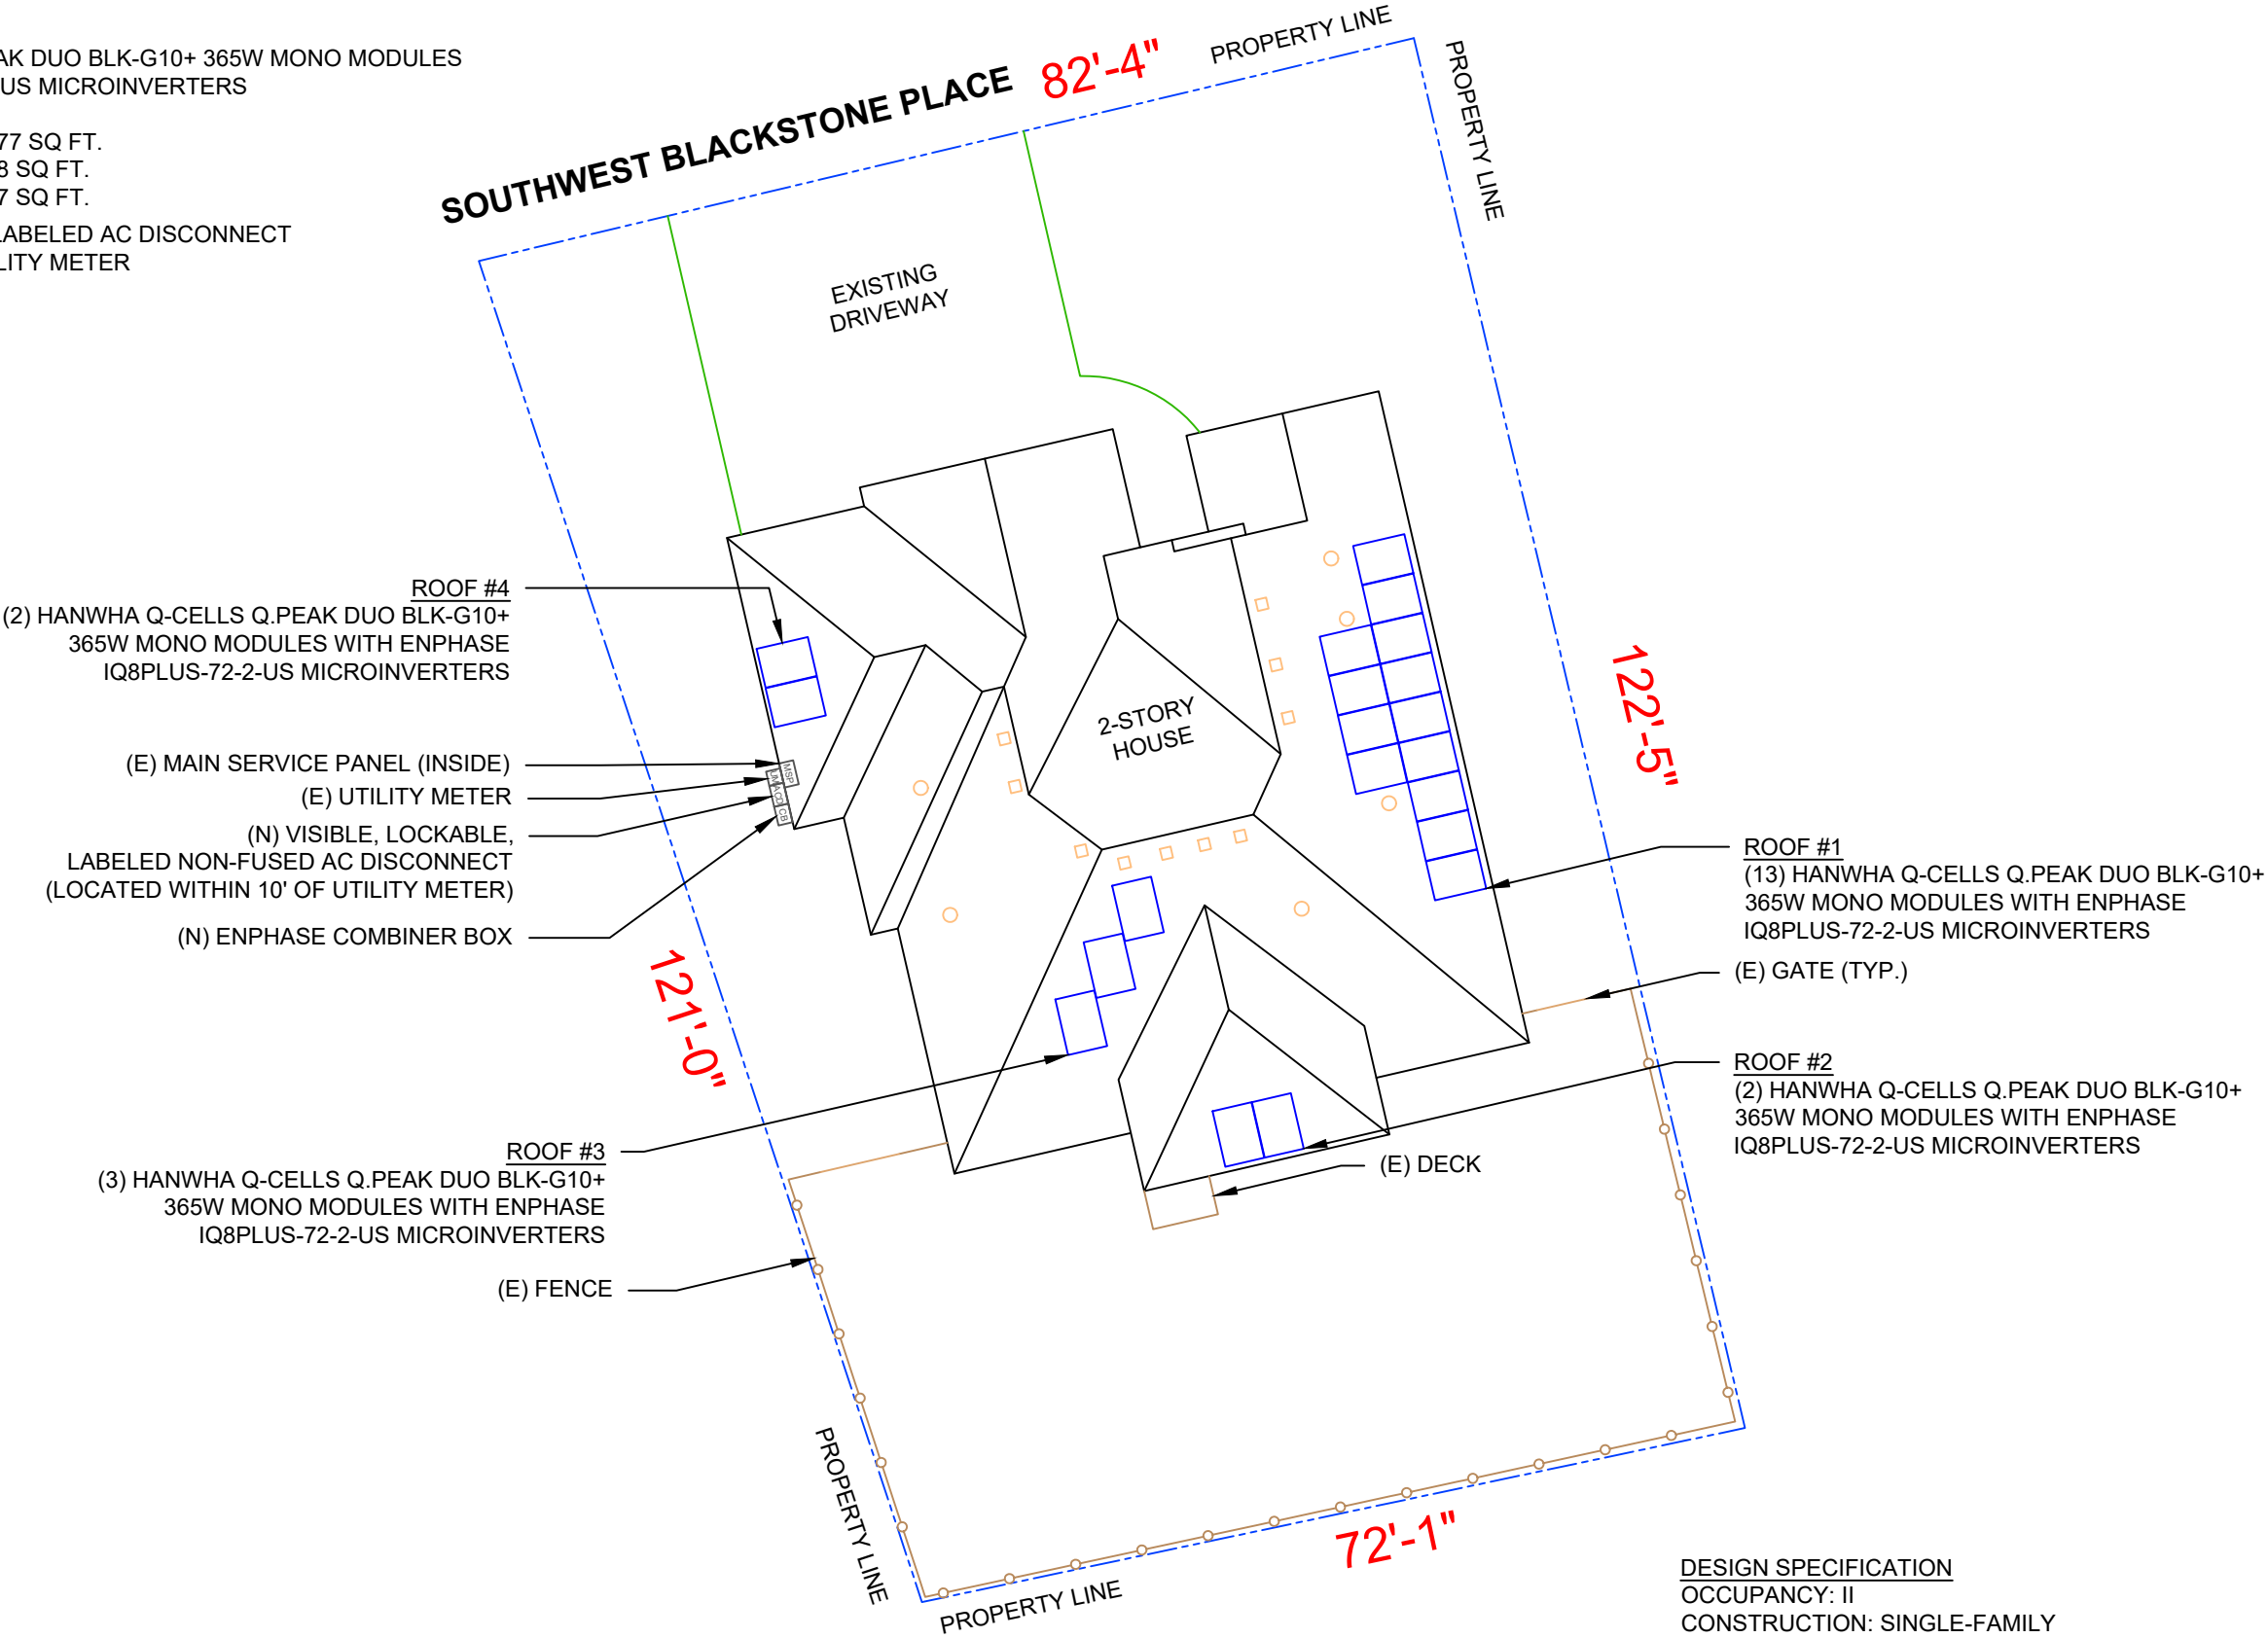 AK DUO BLK-G10+ 365W MONO MODULES
US MICROINVERTERS
77 SQ FT.
8 SQ FT.
7 SQ FT.
LABELED AC DISCONNECT
LITY METER
SOUTHWEST BLACKSTONE PLACE
82'-4"
PROPERTY LINE
PROPERTY LINE
EXISTING
DRIVEWAY
ROOF #4
(2) HANWHA Q-CELLS Q.PEAK DUO BLK-G10+
365W MONO MODULES WITH ENPHASE
IQ8PLUS-72-2-US MICROINVERTERS
2-STORY
HOUSE
122'-5"
(E) MAIN SERVICE PANEL (INSIDE)
(E) UTILITY METER
(N) VISIBLE, LOCKABLE,
LABELED NON-FUSED AC DISCONNECT
(LOCATED WITHIN 10' OF UTILITY METER)
(N) ENPHASE COMBINER BOX
MSP
UM
ACD
CB
ROOF #1
(13) HANWHA Q-CELLS Q.PEAK DUO BLK-G10+
365W MONO MODULES WITH ENPHASE
IQ8PLUS-72-2-US MICROINVERTERS
(E) GATE (TYP.)
121'-0"
ROOF #2
(2) HANWHA Q-CELLS Q.PEAK DUO BLK-G10+
365W MONO MODULES WITH ENPHASE
IQ8PLUS-72-2-US MICROINVERTERS
ROOF #3
(3) HANWHA Q-CELLS Q.PEAK DUO BLK-G10+
365W MONO MODULES WITH ENPHASE
IQ8PLUS-72-2-US MICROINVERTERS
(E) DECK
(E) FENCE
PROPERTY LINE
72'-1"
PROPERTY LINE
DESIGN SPECIFICATION
OCCUPANCY: II
CONSTRUCTION: SINGLE-FAMILY